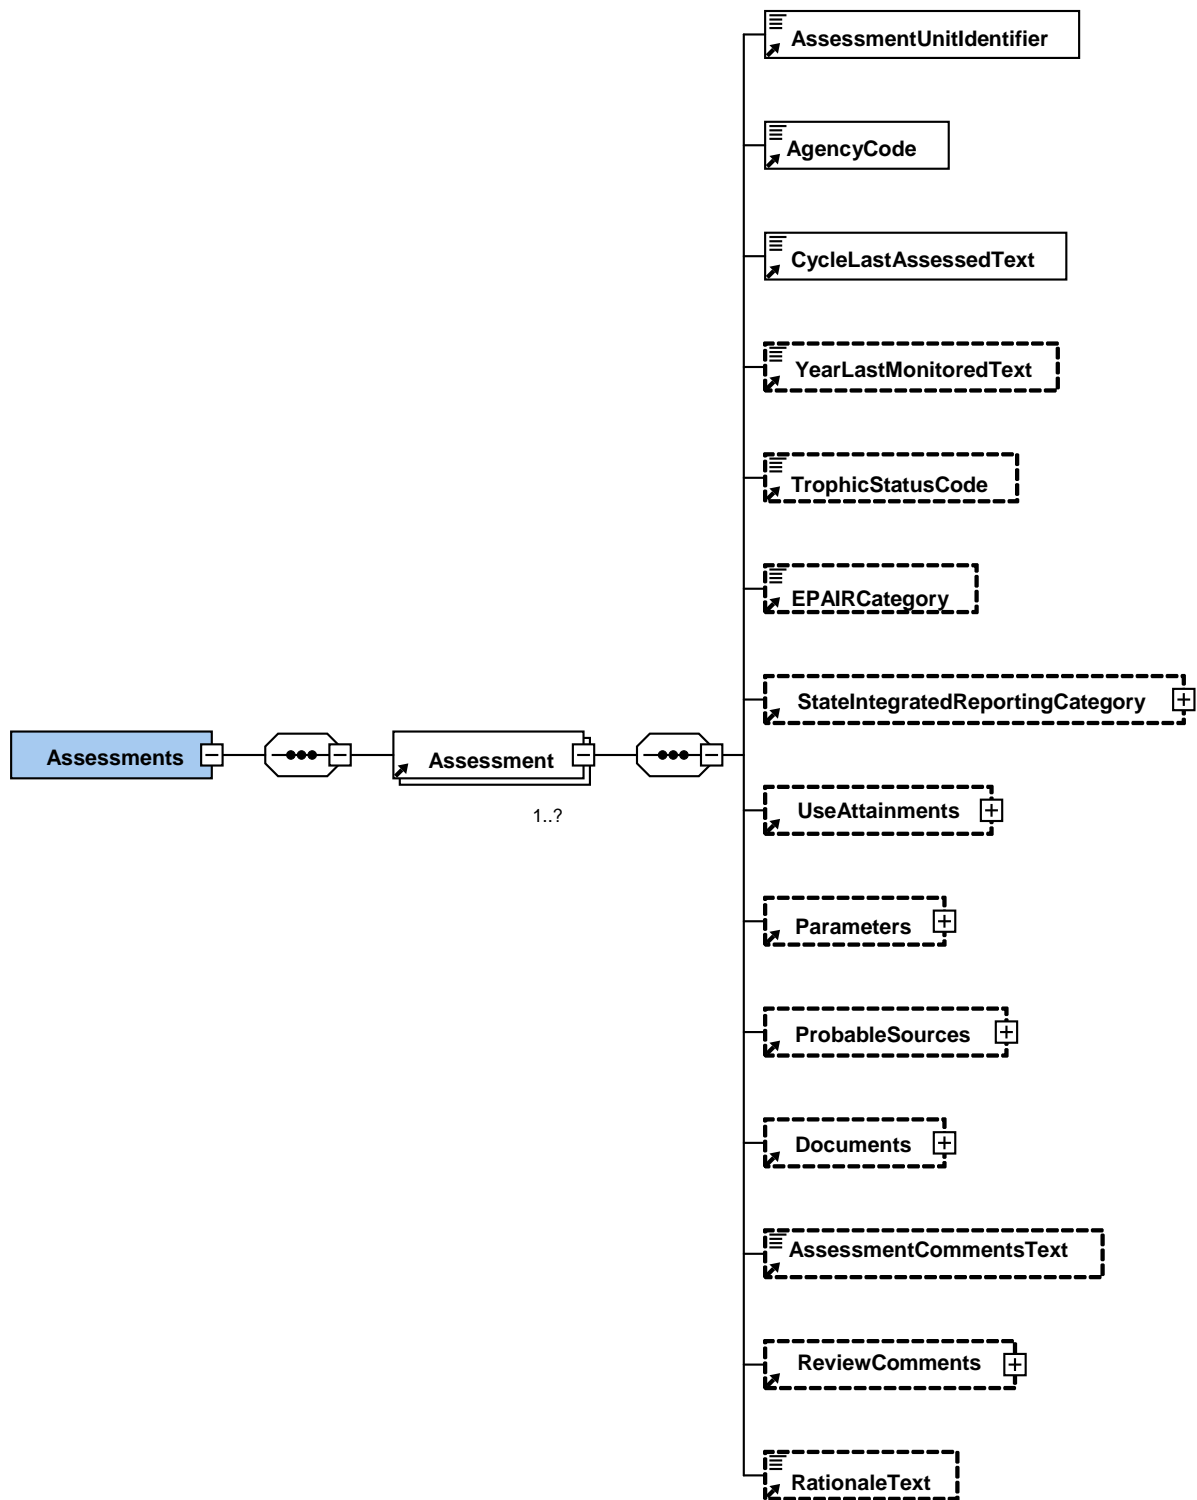 AssessmentUnitIdentifier
AgencyCode
CycleLastAssessedText
YearLastMonitoredText
TrophicStatusCode
EPAIRCategory
StateIntegratedReportingCategory
Assessments
Assessment
1..?
UseAttainments
Parameters
ProbableSources
Documents
AssessmentCommentsText
ReviewComments
RationaleText